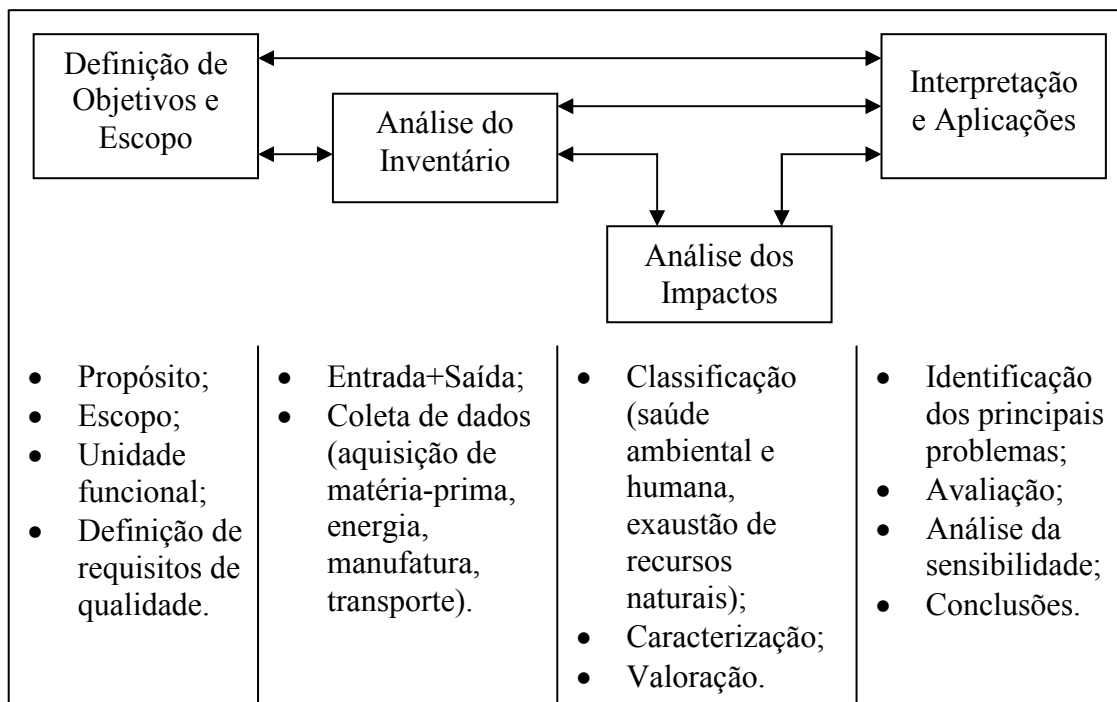 Definição de
Objetivos e
Escopo
Análise do
Inventário
Análise dos
Impactos
Interpretação
e Aplicações
• Propósito;
• Escopo;
• Unidade
funcional;
• Definição de
requisitos de
qualidade.
• Entrada+Saída;
• Coleta de dados
(aquisição de
matéria-prima,
energia,
manufatura,
transporte).
• Classificação
(saúde
ambiental e
humana,
exaustão de
recursos
naturais);
• Caracterização;
• Valoração.
• Identificação
dos principais
problemas;
• Avaliação;
• Análise da
sensibilidade;
• Conclusões.